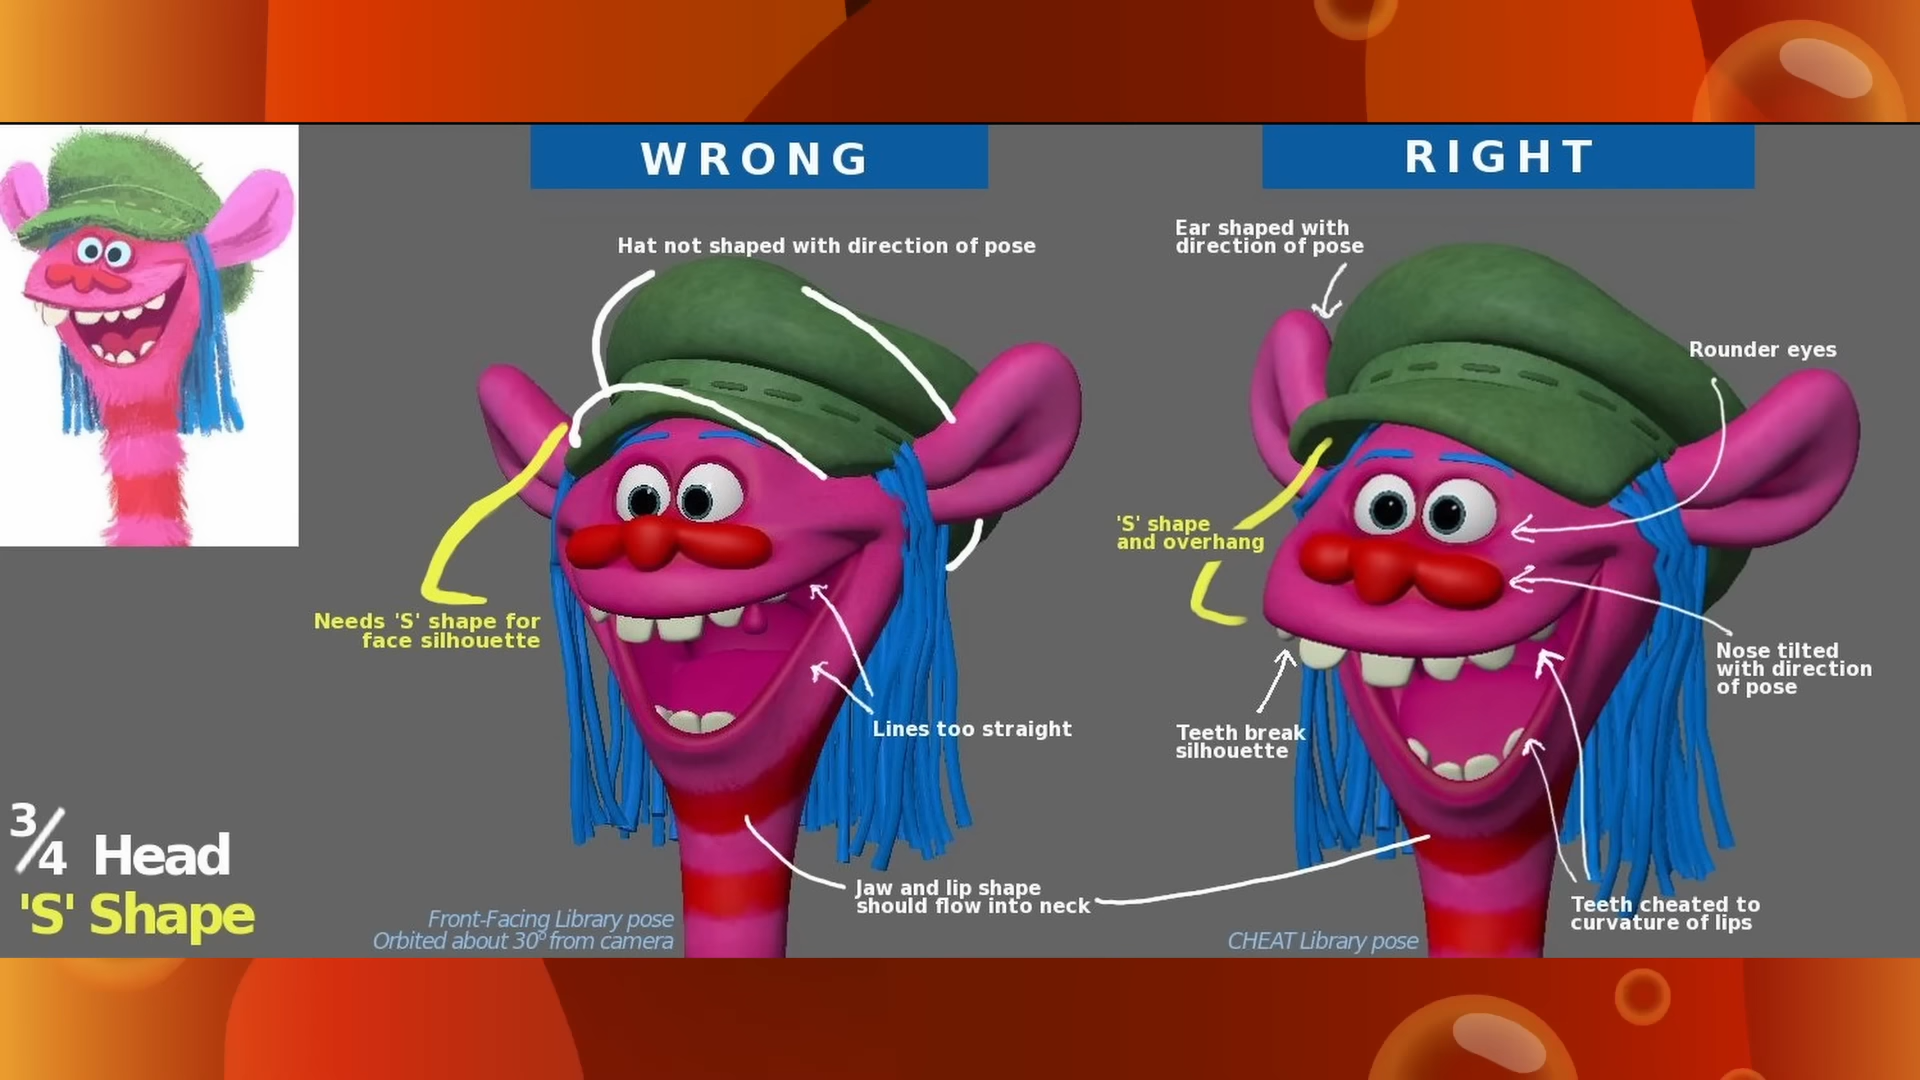 WRONG
RIGHT
Hat not shaped with direction of pose
Ear shaped with
direction of pose
Rounder eyes
'S' shape
and overhang
Needs 'S' shape for
face silhouette
Nose tilted
with direction
of pose
Lines too straight
Teeth break
silhouette
3/4 Head
'S' Shape
Jaw and lip shape
should flow into neck
Teeth cheated to
curvature of lips
Front-Facing Library pose
Orbited about 30° from camera
CHEAT Library pose